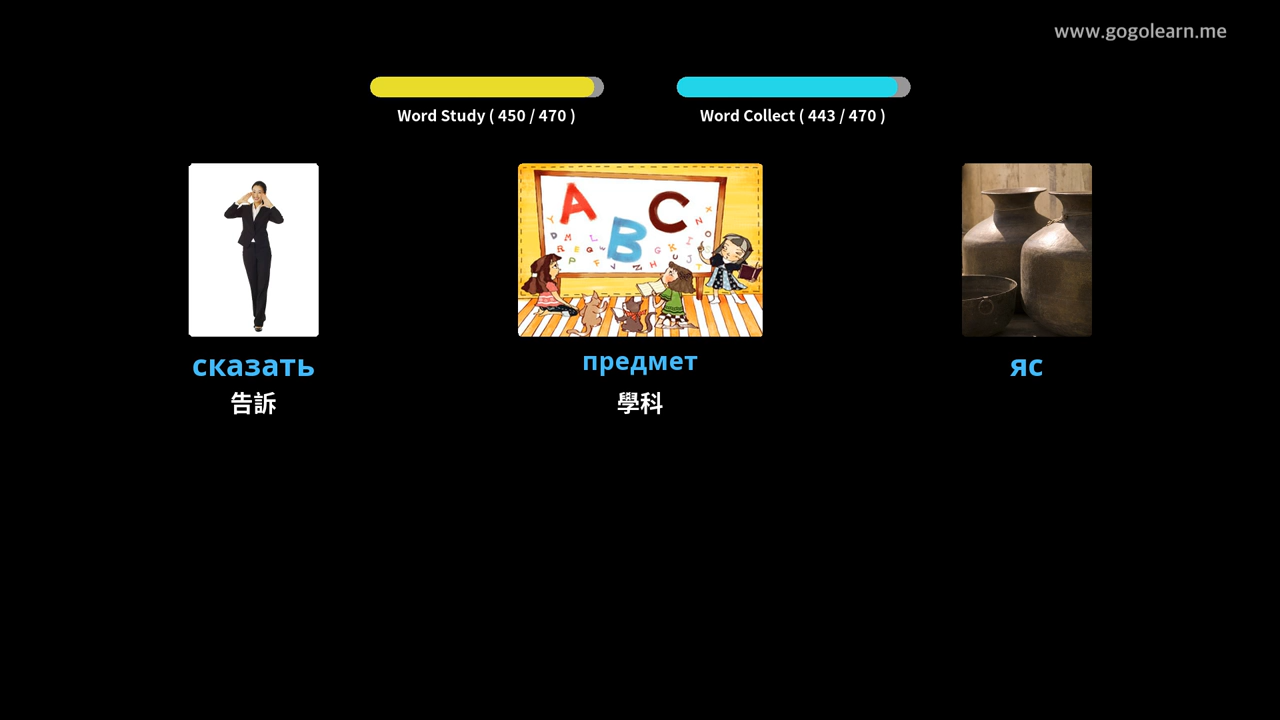 www.gogolearn.me
Word Study ( 450 / 470 )
Word Collect ( 443 / 470 )
A B C
сказать
告訴
предмет
學科
яс